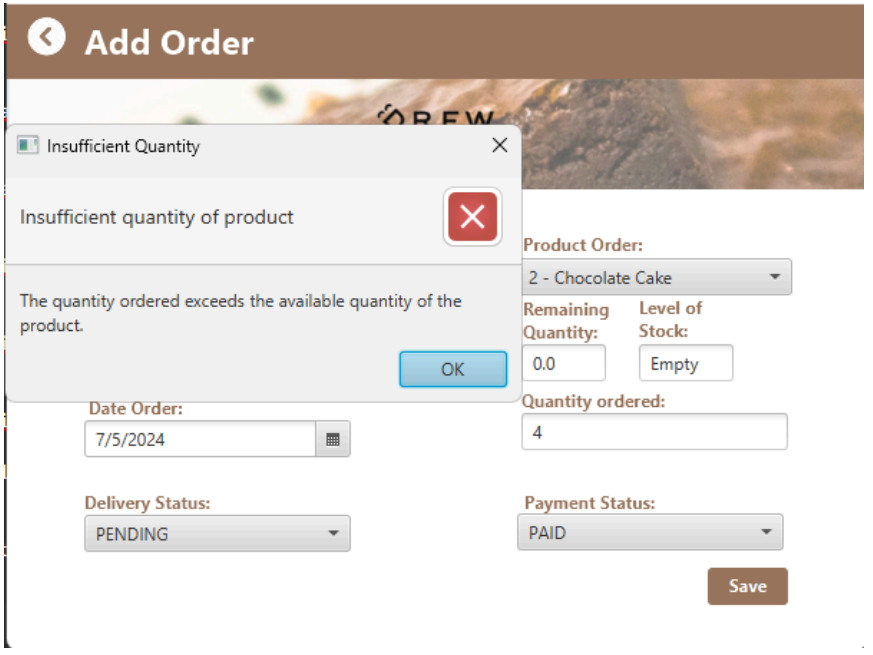 Add Order
OREW
Insufficient Quantity
Insufficient quantity of product
The quantity ordered exceeds the available quantity of the
product.
OK
Product Order:
2 - Chocolate Cake
Remaining
Quantity:
Level of
Stock:
0.0
Empty
Date Order:
7/5/2024
Quantity ordered:
4
Delivery Status:
PENDING
Payment Status:
PAID
Save